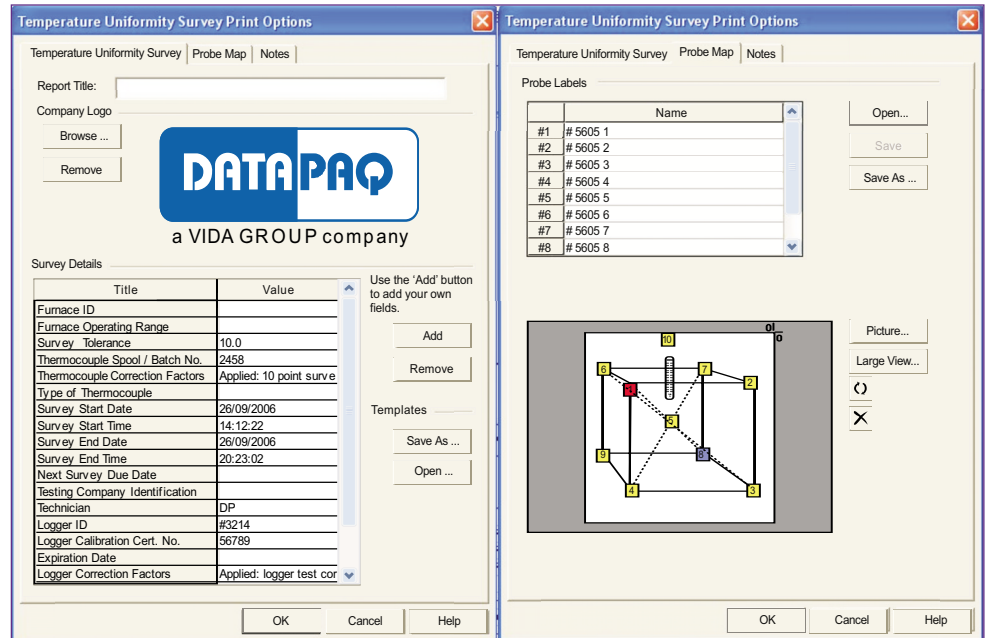 Temperature Uniformity Survey Print Options
Temperature Uniformity Survey Probe Map Notes
Report Title:
Company Logo
Browse ...
Remove
DATAPAQ
a VIDA GROUP company
Survey Details
Title Value
Furnace ID
Furnace Operating Range
Survey Tolerance 10.0
Thermocouple Spool / Batch No. 2458
Thermocouple Correction Factors Applied: 10 point surve
Type of Thermocouple
Survey Start Date 26/09/2006
Survey Start Time 14:12:22
Survey End Date 26/09/2006
Survey End Time 20:23:02
Next Survey Due Date
Testing Company Identification
Technician DP
Logger ID #3214
Logger Calibration Cert. No. 56789
Expiration Date
Logger Correction Factors Applied: logger test cor
Use the 'Add' button
to add your own
fields.
Add
Remove
Templates
Save As ...
Open ...
OK Cancel Help
Temperature Uniformity Survey Print Options
Temperature Uniformity Survey Probe Map Notes
Probe Labels
Name
#1 # 5605 1
#2 # 5605 2
#3 # 5605 3
#4 # 5605 4
#5 # 5605 5
#6 # 5605 6
#7 # 5605 7
#8 # 5605 8
Open...
Save
Save As ...
10
6 7
2
5
9 8
4 3
Picture...
Large View...
OK Cancel Help